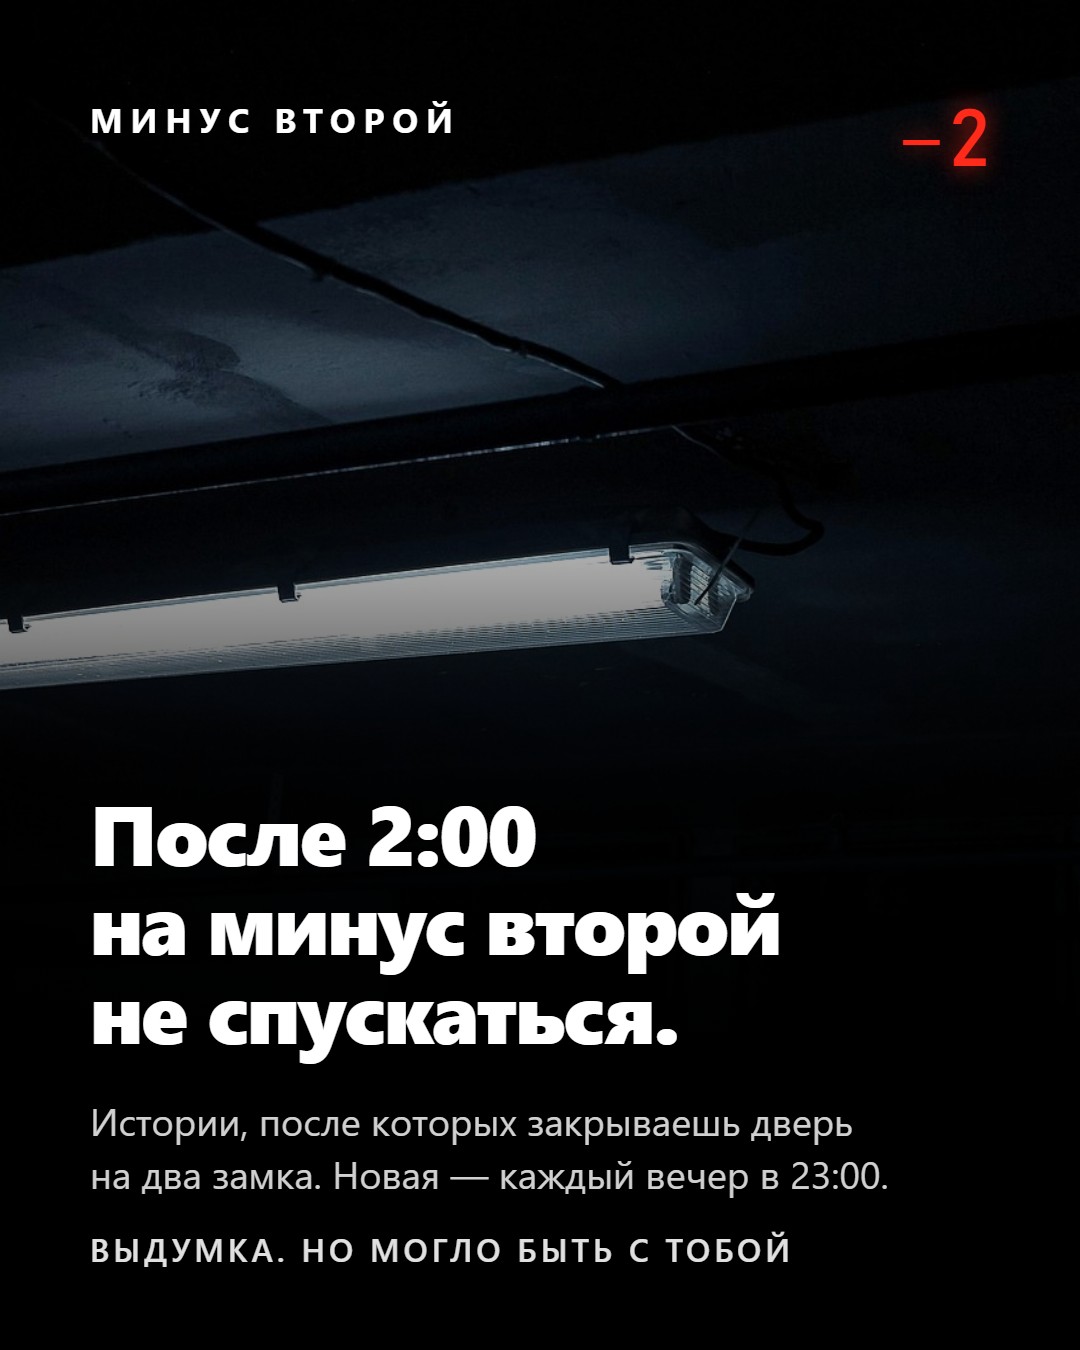 МИНУС ВТОРОЙ
−2
После 2:00
на минус второй
не спускаться.
Истории, после которых закрываешь дверь
на два замка. Новая — каждый вечер в 23:00.
ВЫДУМКА. НО МОГЛО БЫТЬ С ТОБОЙ